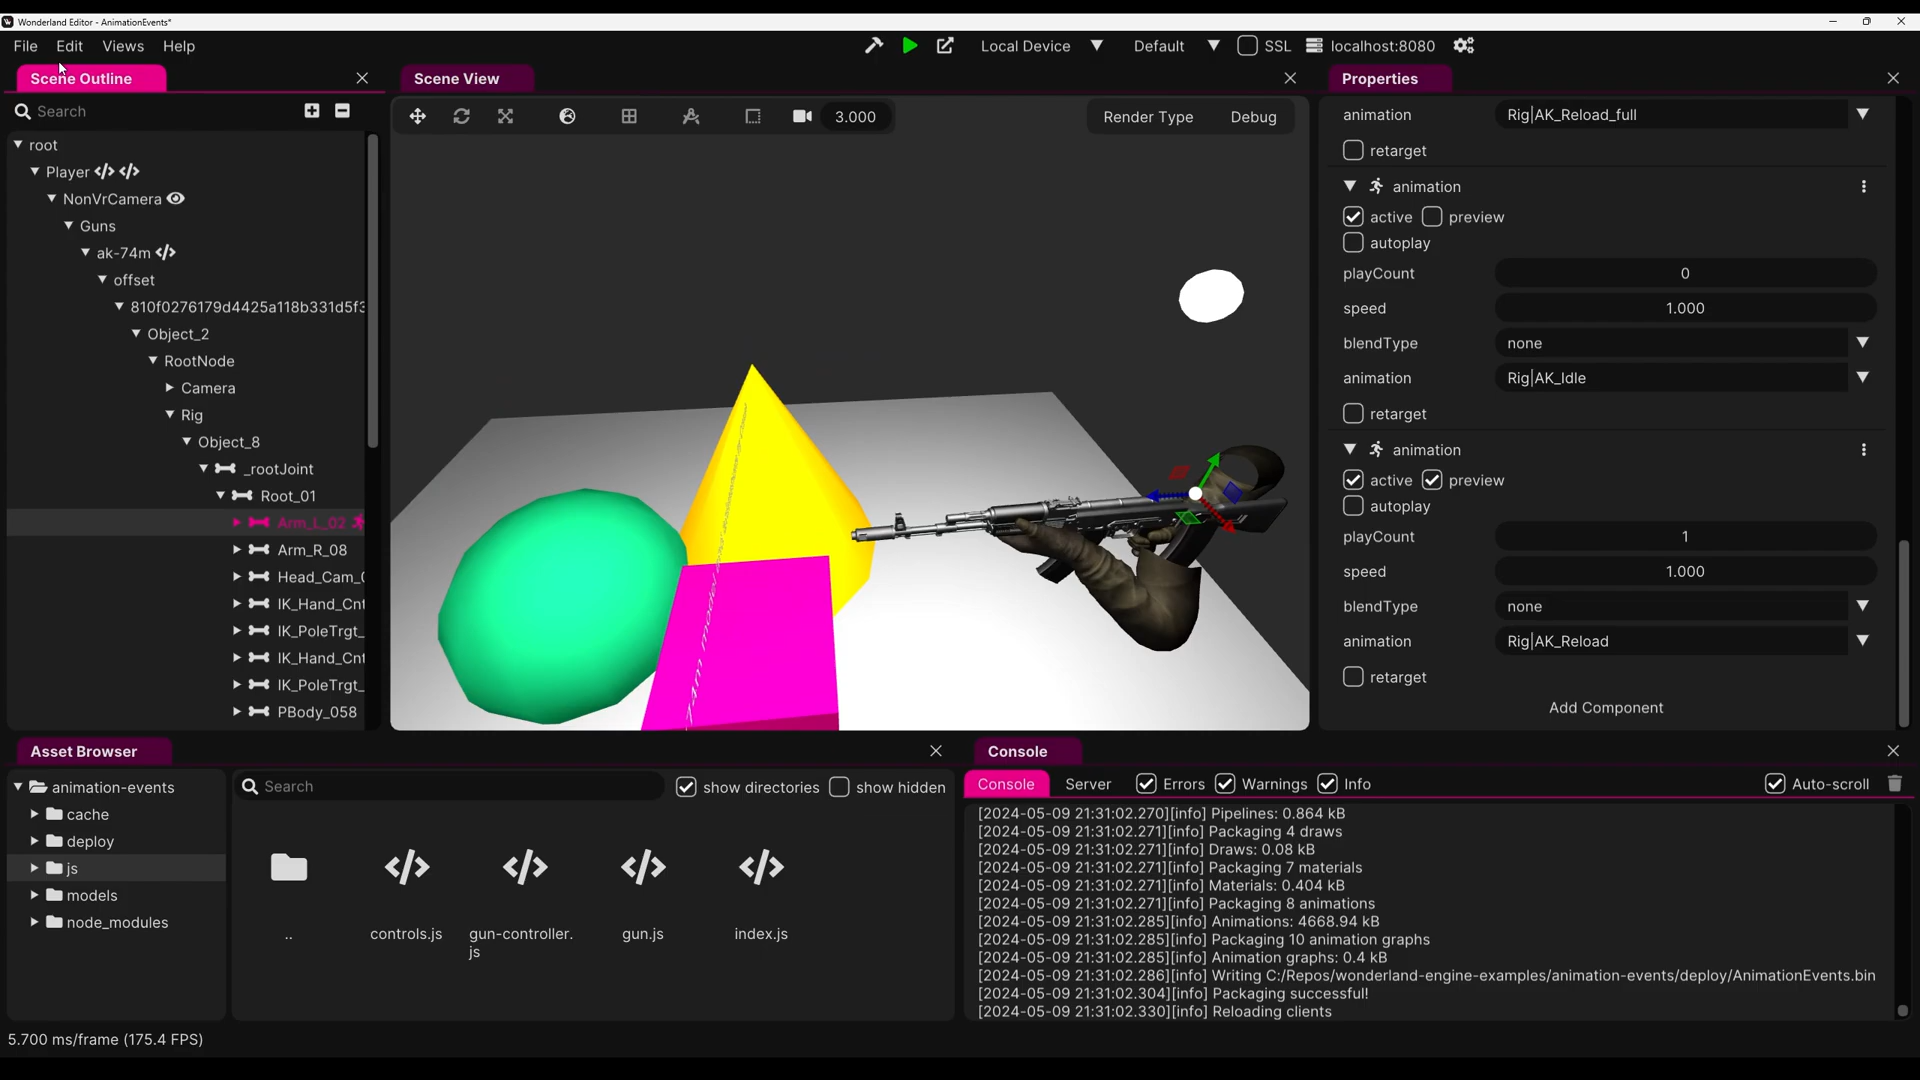 Wonderland Editor - AnimationEvents*
File Edit Views Help
Local Device Default SSL localhost:8080
Scene Outline
Search
root
Player
NonVrCamera
Guns
ak-74m
offset
810f0276179d4425a118b331d5f3
Object_2
RootNode
Camera
Rig
Object_8
_rootJoint
Root_01
Arm_L_02
Arm_R_08
Head_Cam_
IK_Hand_Cnt
IK_PoleTrgt_
IK_Hand_Cnt
IK_PoleTrgt_
PBody_058
Scene View
3.000
Render Type Debug
Properties
animation Rig|AK_Reload_full
retarget
animation
active preview
autoplay
playCount 0
speed 1.000
blendType none
animation Rig|AK_Idle
retarget
animation
active preview
autoplay
playCount 1
speed 1.000
blendType none
animation Rig|AK_Reload
retarget
Add Component
Asset Browser
animation-events
cache
deploy
js
models
node_modules
Search show directories show hidden
..
controls.js
gun-controller.
js
gun.js
index.js
Console
Console Server Errors Warnings Info Auto-scroll
[2024-05-09 21:31:02.270][info] Pipelines: 0.864 kB
[2024-05-09 21:31:02.271][info] Packaging 4 draws
[2024-05-09 21:31:02.271][info] Draws: 0.08 kB
[2024-05-09 21:31:02.271][info] Packaging 7 materials
[2024-05-09 21:31:02.271][info] Materials: 0.404 kB
[2024-05-09 21:31:02.271][info] Packaging 8 animations
[2024-05-09 21:31:02.285][info] Animations: 4668.94 kB
[2024-05-09 21:31:02.285][info] Packaging 10 animation graphs
[2024-05-09 21:31:02.285][info] Animation graphs: 0.4 kB
[2024-05-09 21:31:02.286][info] Writing C:/Repos/wonderland-engine-examples/animation-events/deploy/AnimationEvents.bin
[2024-05-09 21:31:02.304][info] Packaging successful!
[2024-05-09 21:31:02.330][info] Reloading clients
5.700 ms/frame (175.4 FPS)